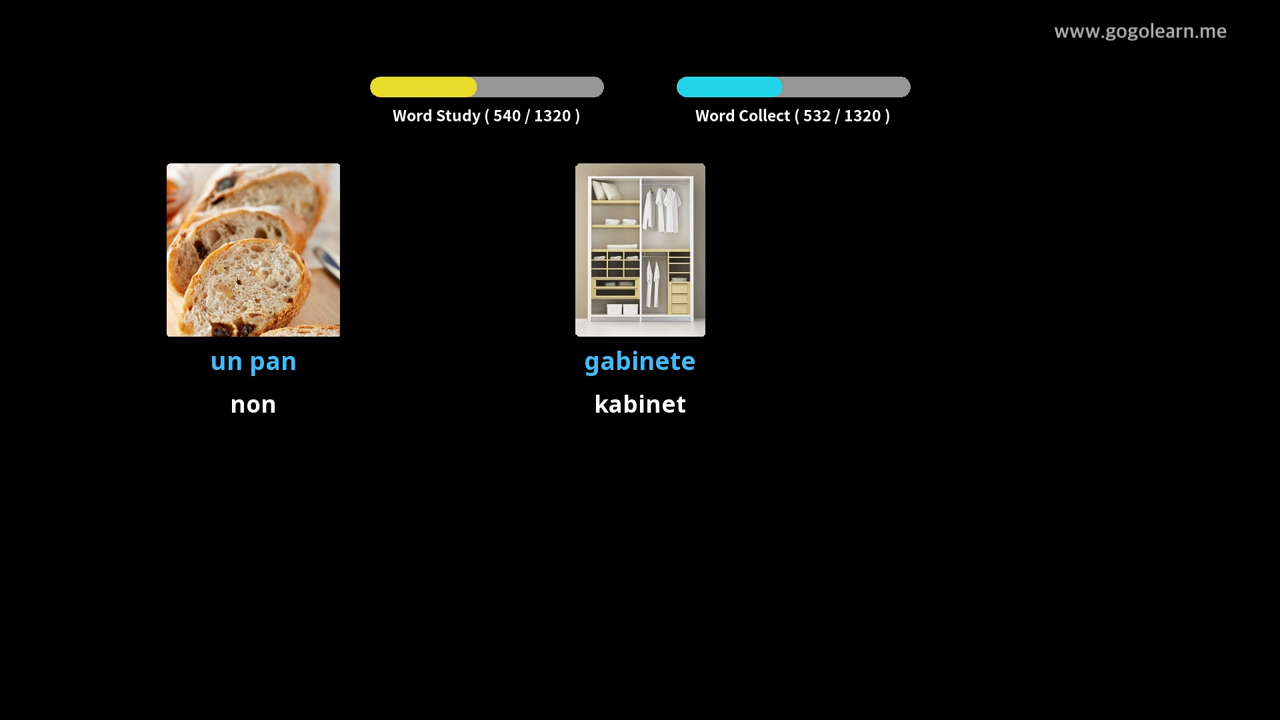 www.gogolearn.me
Word Study ( 540 / 1320 )
Word Collect ( 532 / 1320 )
un pan
gabinete
non
kabinet